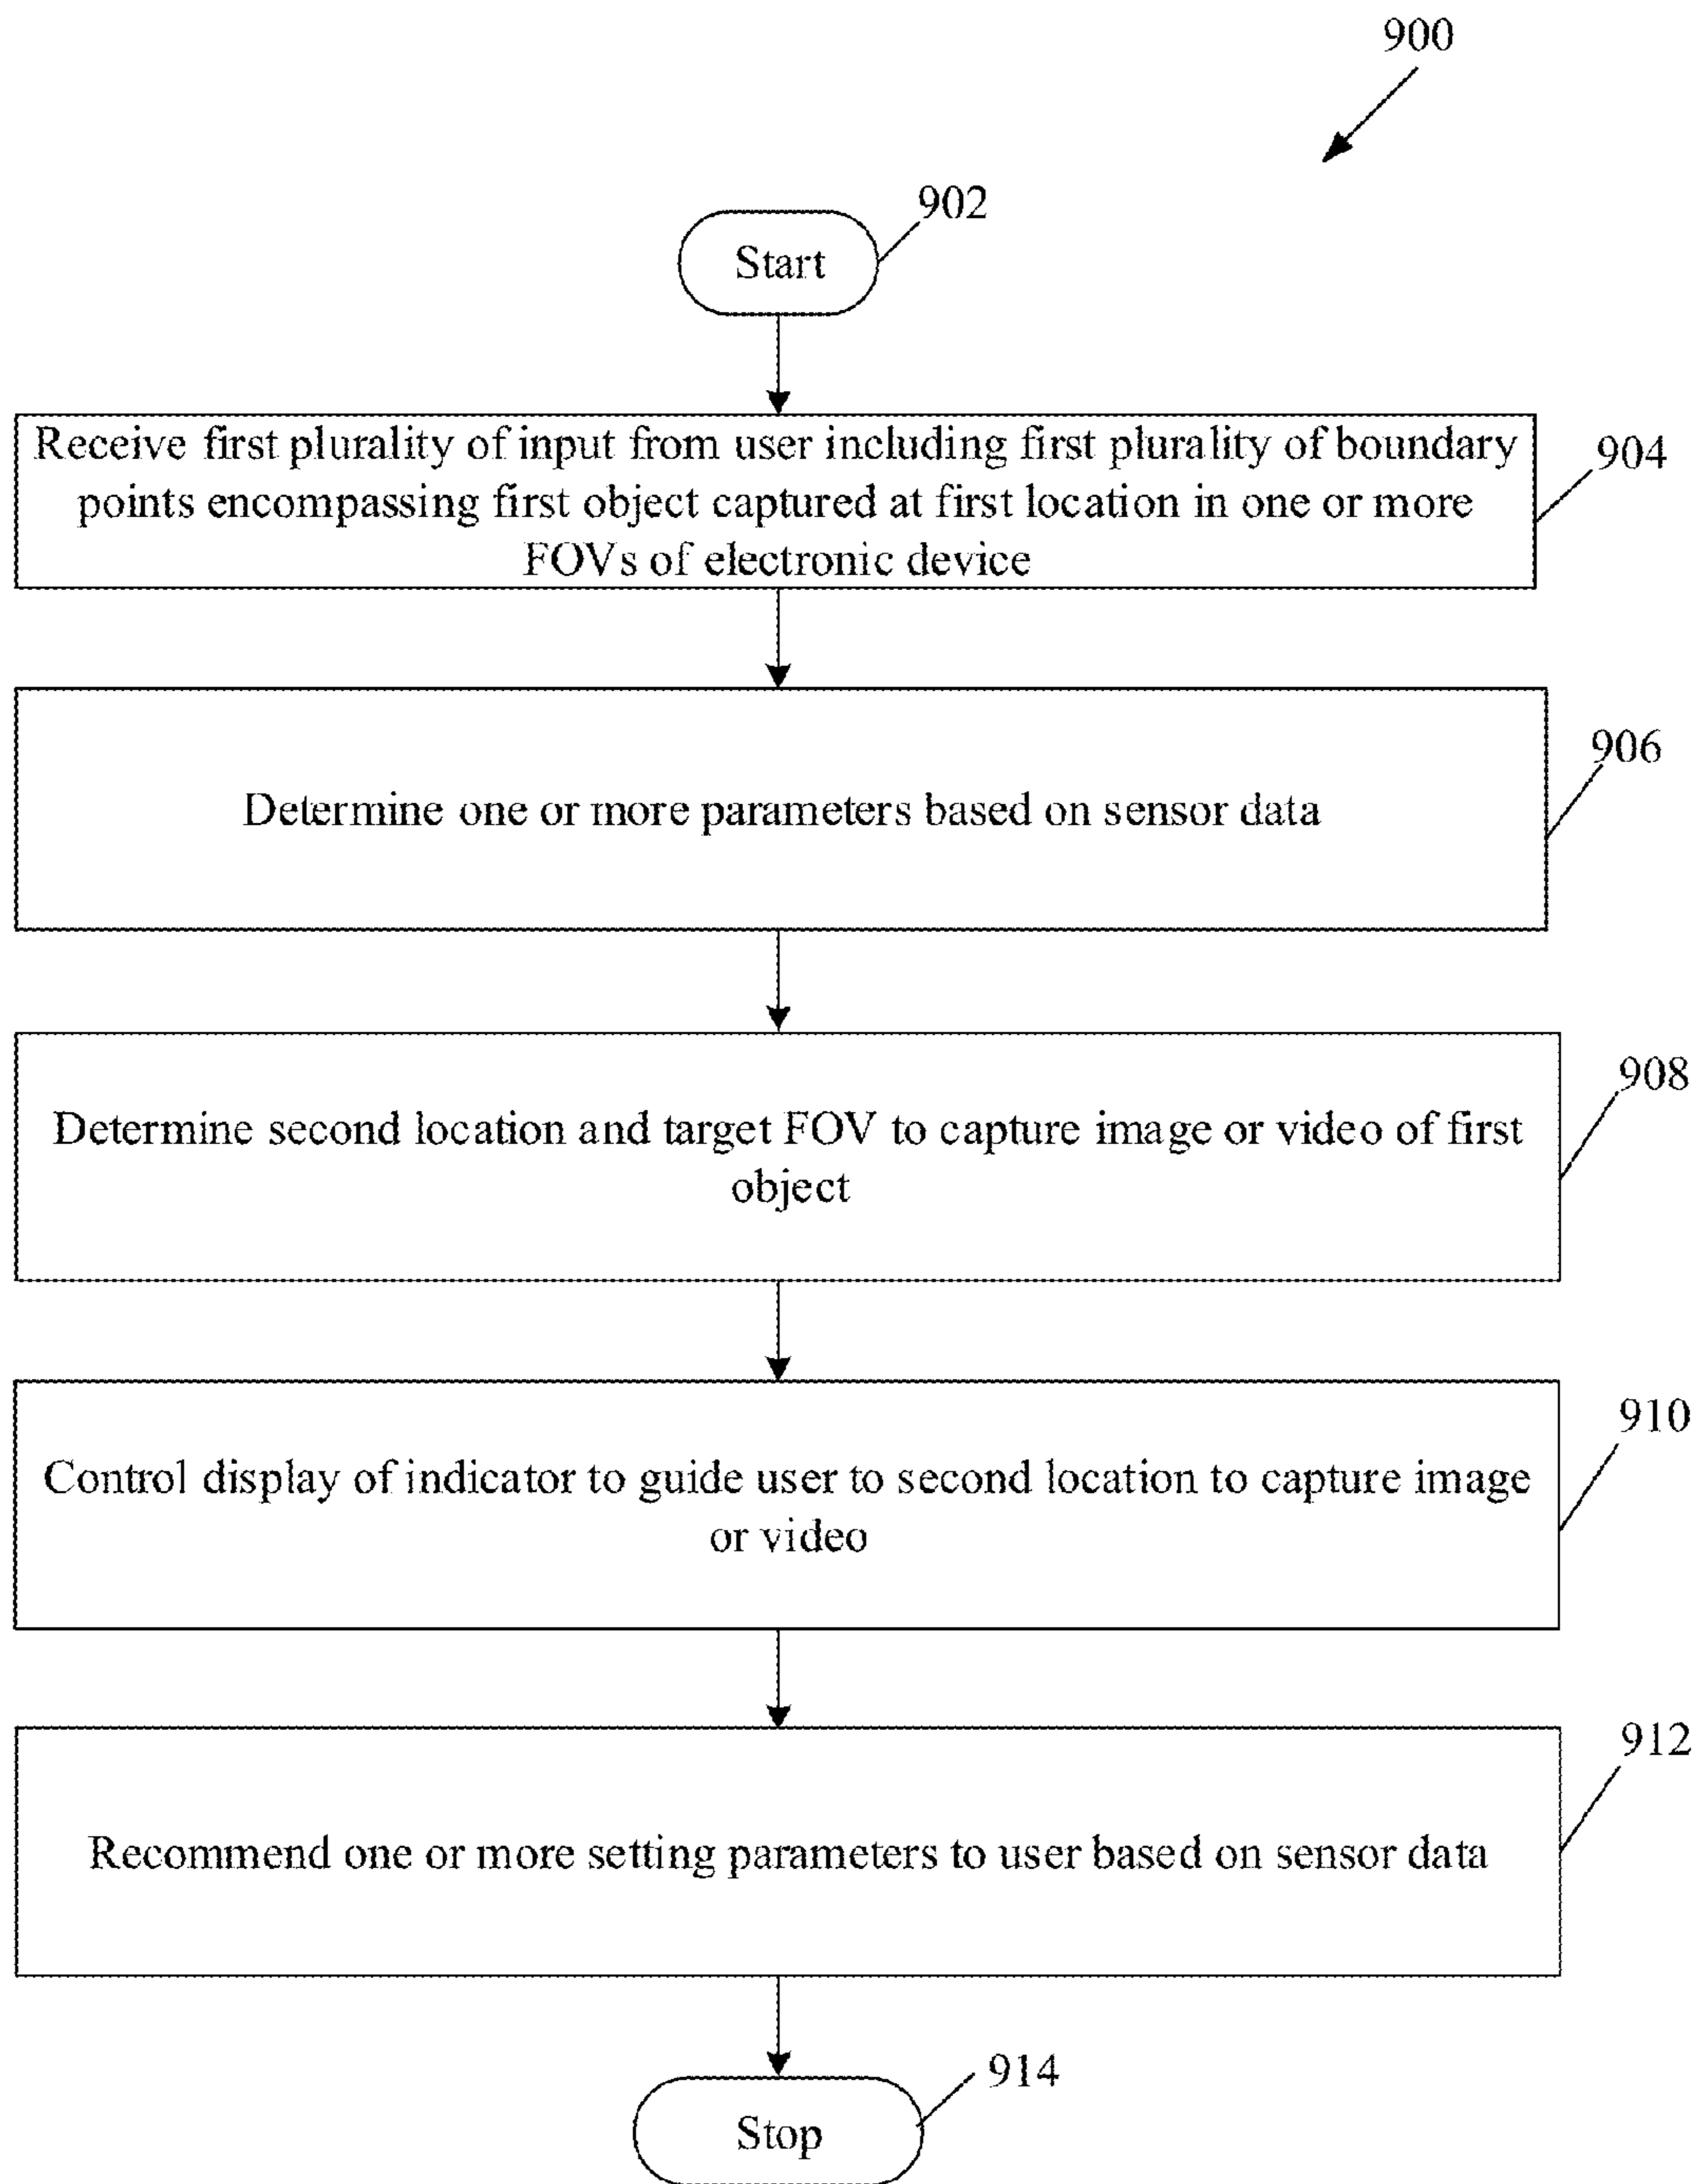 900
902
Start
Receive first plurality of input from user including first plurality of boundary
points encompassing first object captured at first location in one or more
FOVs of electronic device
904
906
Determine one or more parameters based on sensor data
908
Determine second location and target FOV to capture image or video of first
object
910
Control display of indicator to guide user to second location to capture image
or video
912
Recommend one or more setting parameters to user based on sensor data
914
Stop